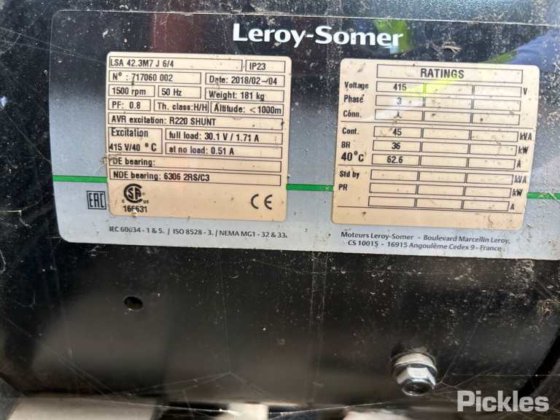 Leroy-Somer
LSA 42.3M7 J 6/4 IP23
N°: 717060 002 Date: 2018/02-/04
1500 rpm 50 Hz Weight: 181 kg
PF: 0.8 Th. class:H/H Altitude: <1000m
AVR excitation: R220 SHUNT
Excitation full load: 30.1 V / 1.71 A
415 V/40 °C at no load: 0.51 A
DE bearing:
NDE bearing: 6306 2RS/C3
EAC SA CE
166631
RATINGS
Voltage 415 V
Phase 3
Conn.
Cont. 45 kVA
BR 36 kW
40°C 62.6 A
Std by kVA
PR kW
A
IEC 60034 - 1 & 5. / ISO 8528 - 3. / NEMA MG1 - 32 & 33.
Moteurs Leroy-Somer - Boulevard Marcellin Leroy,
CS 10015 - 16915 Angoulême Cedex 9 - France
Pickles